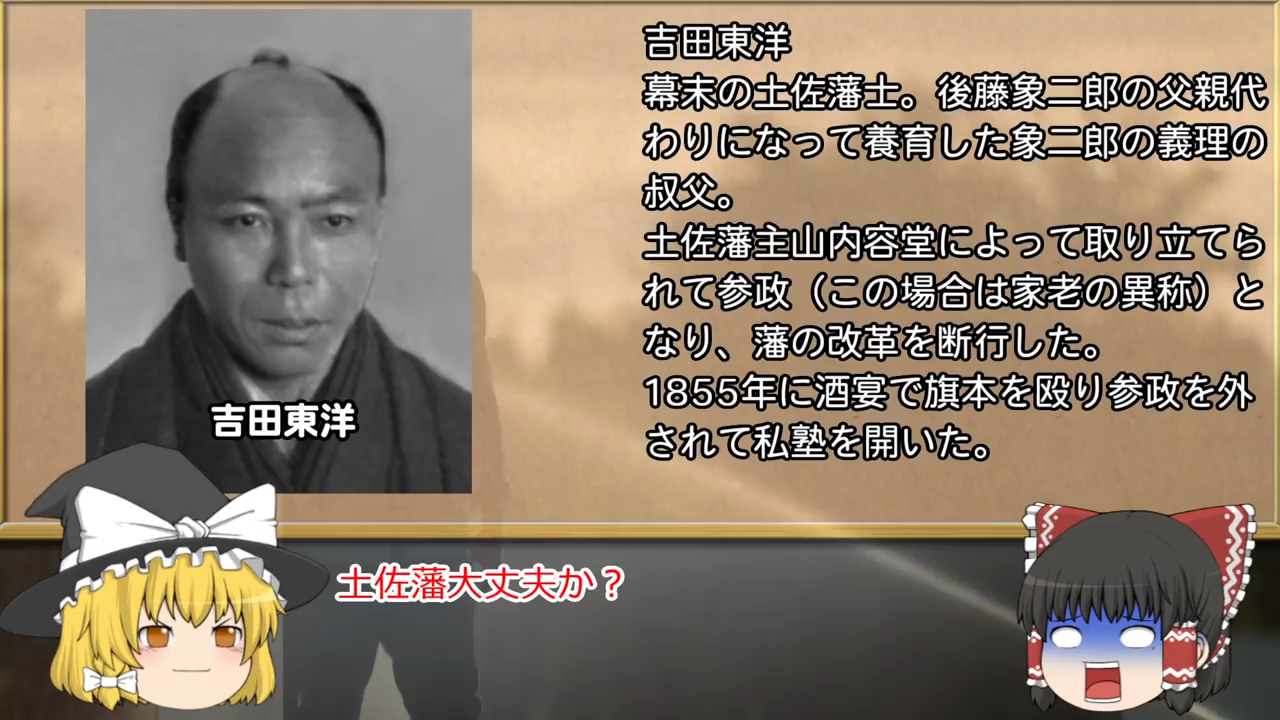 吉田東洋
幕末の土佐藩士。後藤象二郎の父親代
わりになって養育した象二郎の義理の
叔父。
土佐藩主山内容堂によって取り立てら
れて参政（この場合は家老の異称）と
なり、藩の改革を断行した。
1855年に酒宴で旗本を殴り参政を外
されて私塾を開いた。
吉田東洋
土佐藩大丈夫か？